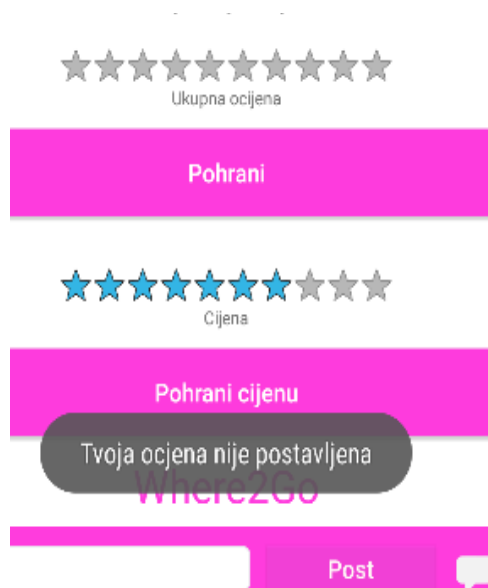 Ukupna ocijena
Pohrani
Cijena
Pohrani cijenu
Tvoja ocjena nije postavljena
Where2Go
Post